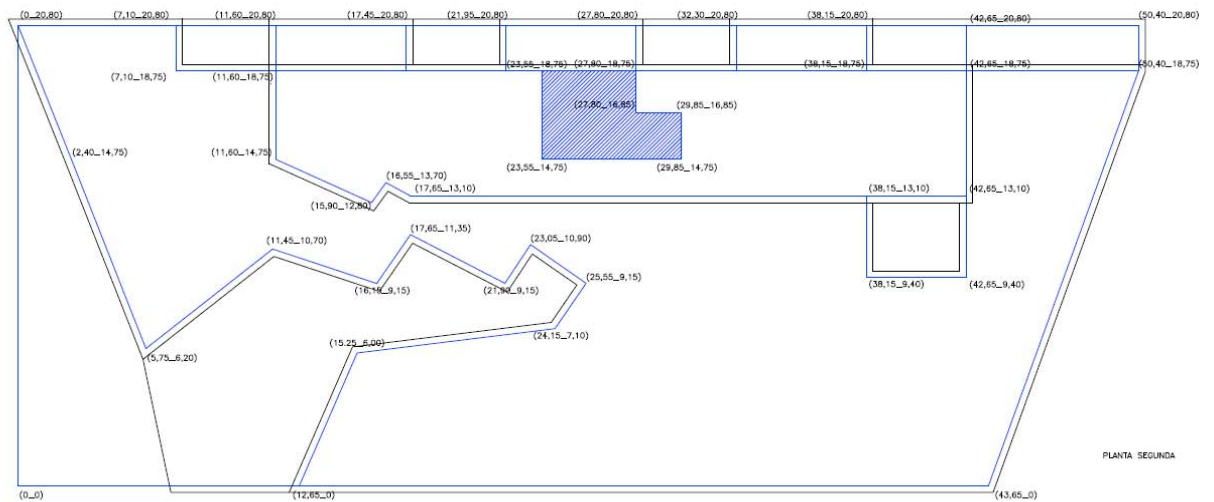 (0_20,80) (7,10_20,80) (11,60_20,80) (17,45_20,80) (21,95_20,80) (27,80_20,80) (32,30_20,80) (38,15_20,80) (42,65_20,80) (50,40_20,80)
(7,10_18,75) (11,60_18,75) (23,55_18,75) (27,80_18,75) (38,15_18,75) (42,65_18,75) (50,40_18,75)
(27,80_16,85) (29,85_16,85)
(2,40_14,75) (11,60_14,75) (23,55_14,75) (29,85_14,75)
(16,55_13,70)
(17,65_13,10) (38,15_13,10) (42,65_13,10)
(15,90_12,80)
(17,65_11,35)
(11,45_10,70) (23,05_10,90)
(25,55_9,15)
(16,15_9,15) (21,90_9,15) (38,15_9,40) (42,65_9,40)
(24,15_7,10)
(15.25_6,00)
(5,75_6,20)
PLANTA SEGUNDA
(0_0) (12,65_0) (43,65_0)